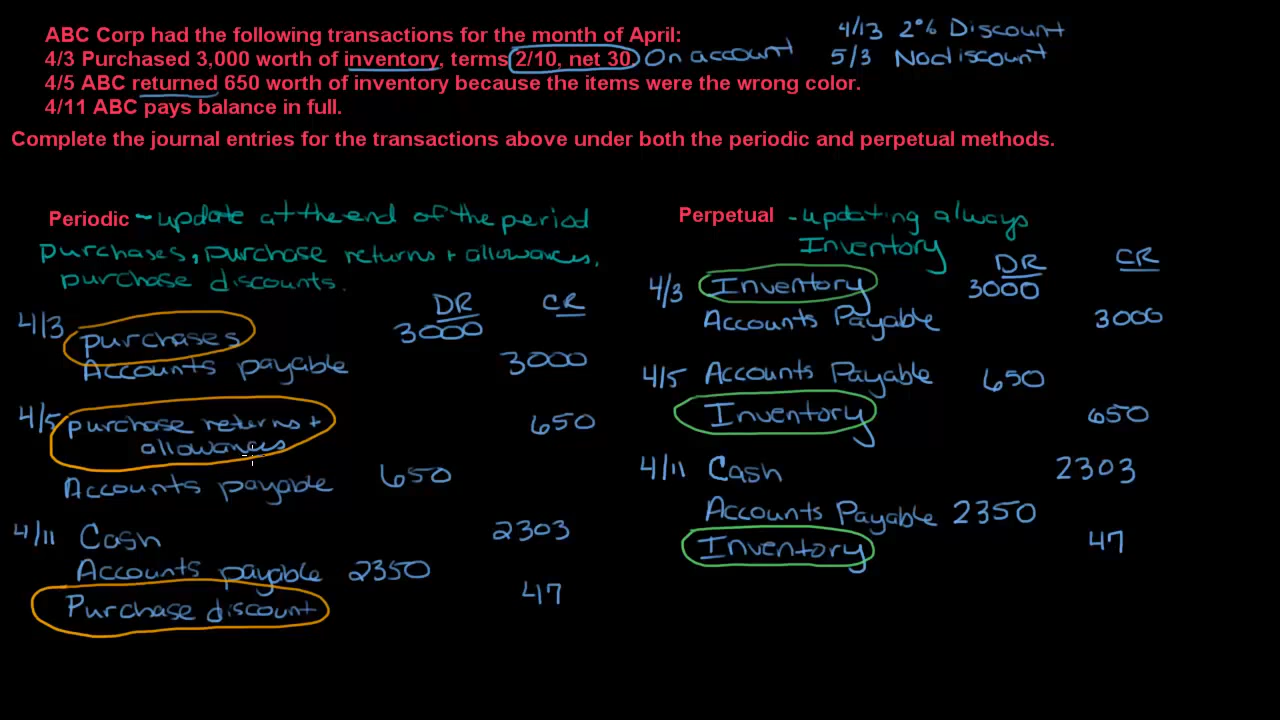 ABC Corp had the following transactions for the month of April:
4/3 Purchased 3,000 worth of inventory, terms 2/10, net 30. On account
4/5 ABC returned 650 worth of inventory because the items were the wrong color.
4/11 ABC pays balance in full.
4/13 2% Discount
5/3 No discount
Complete the journal entries for the transactions above under both the periodic and perpetual methods.
Periodic - update at the end of the period
purchases, purchase returns + allowances,
purchase discounts.
DR CR
4/3 purchases 3000
Accounts payable 3000
4/5 purchase returns + 650
allowances
Accounts payable 650
4/11 Cash 2303
Accounts payable 2350
Purchase discount 47
Perpetual - updating always
Inventory
DR CR
4/3 Inventory 3000
Accounts Payable 3000
4/5 Accounts Payable 650
Inventory 650
4/11 Cash 2303
Accounts Payable 2350
Inventory 47